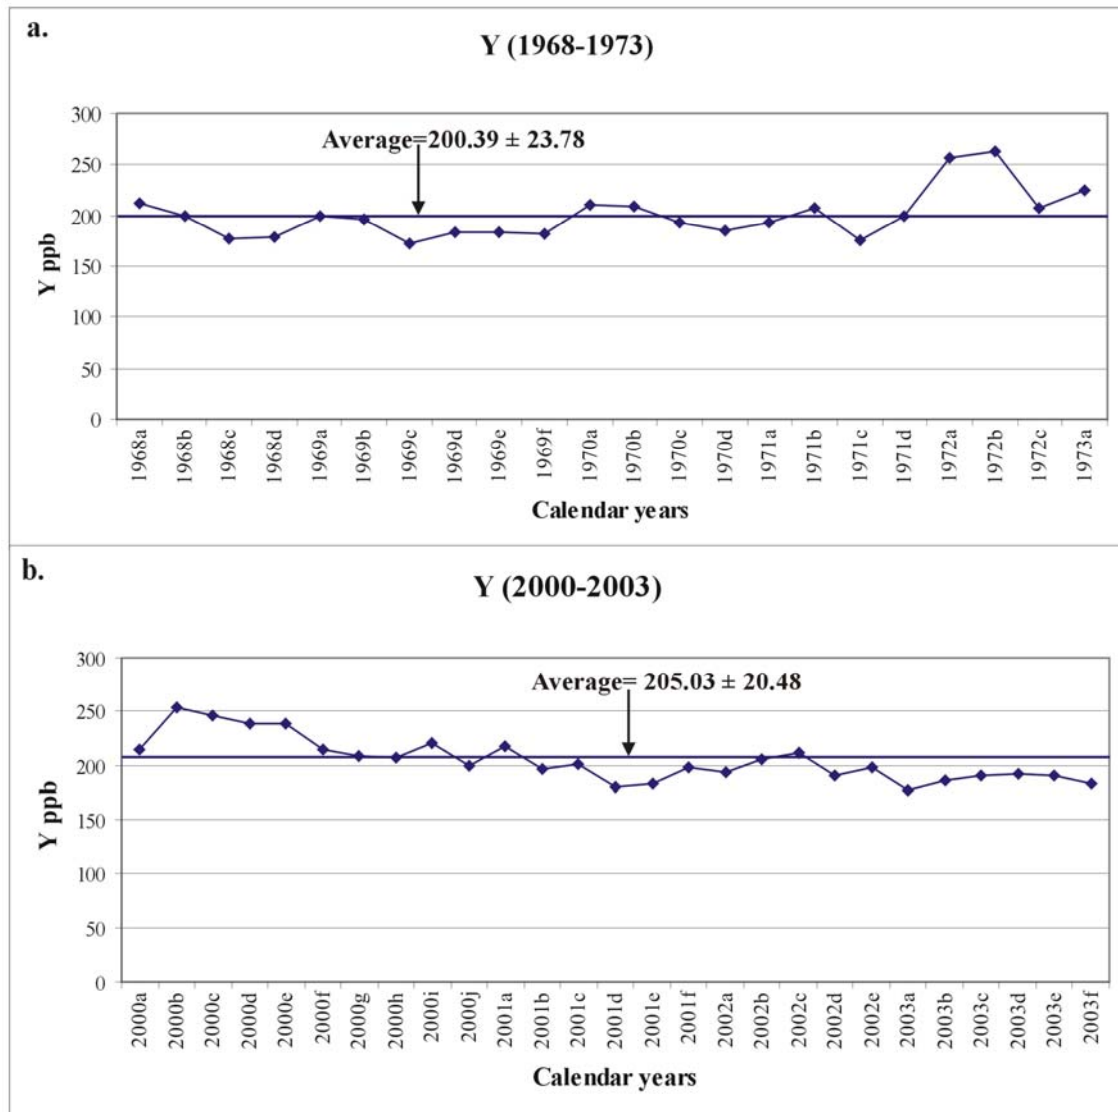 a.
Y (1968-1973)
300
250
200
150
100
50
0
Y ppb
Average=200.39 ± 23.78
1968a
1968b
1968c
1968d
1969a
1969b
1969c
1969d
1969e
1969f
1970a
1970b
1970c
1970d
1971a
1971b
1971c
1971d
1972a
1972b
1972c
1973a
Calendar years
b.
Y (2000-2003)
300
250
200
150
100
50
0
Y ppb
Average= 205.03 ± 20.48
2000a
2000b
2000c
2000d
2000e
2000f
2000g
2000h
2000i
2000j
2001a
2001b
2001c
2001d
2001e
2001f
2002a
2002b
2002c
2002d
2002e
2003a
2003b
2003c
2003d
2003e
2003f
Calendar years